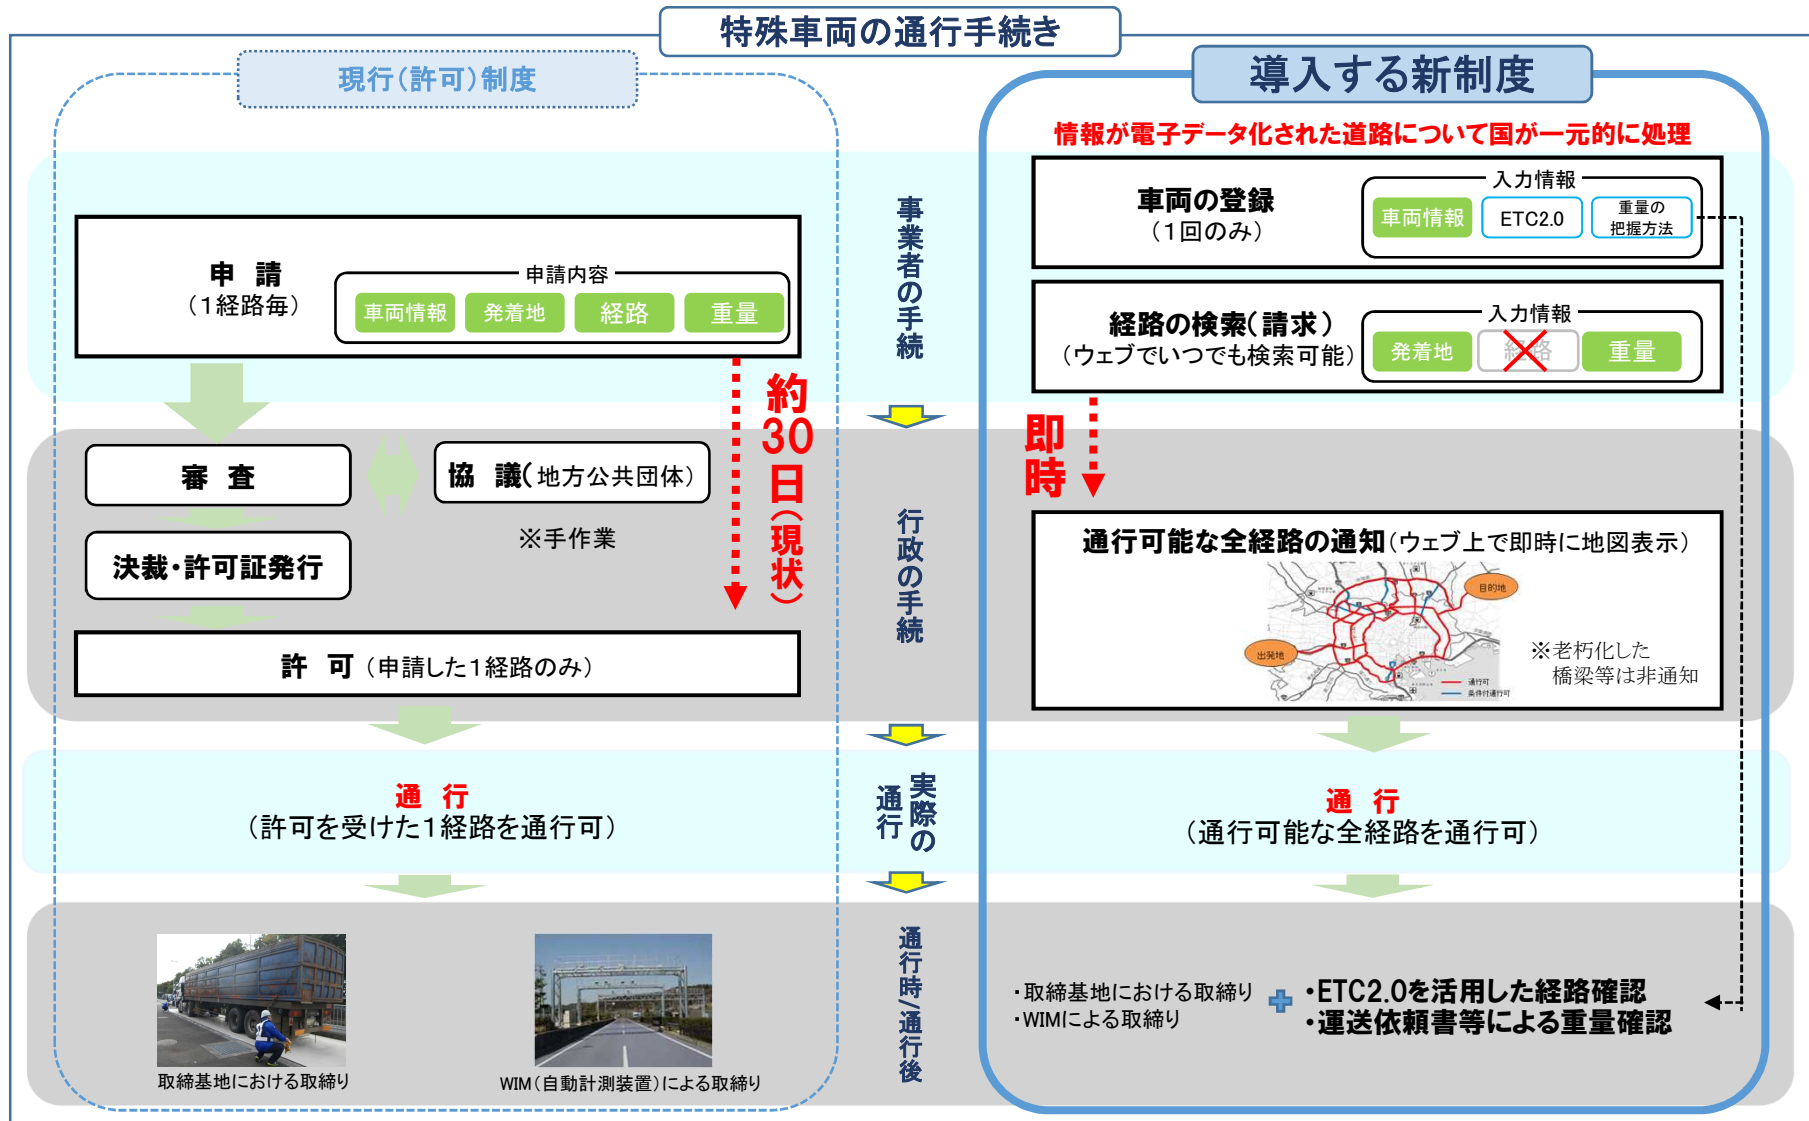 特殊車両の通行手続き
現行(許可)制度
申 請
(1経路毎)
申請内容
車両情報
発着地
経路
重量
約30日(現状)
審 査
協 議(地方公共団体)
※手作業
決裁・許可証発行
許 可 (申請した1経路のみ)
通 行
(許可を受けた1経路を通行可)
取締基地における取締り
WIM(自動計測装置)による取締り
事業者の手続
行政の手続
実際の
通行
通行時/通行後
導入する新制度
情報が電子データ化された道路について国が一元的に処理
車両の登録
(1回のみ)
入力情報
車両情報
ETC2.0
重量の
把握方法
経路の検索(請求)
(ウェブでいつでも検索可能)
入力情報
発着地
経路
重量
即時
通行可能な全経路の通知(ウェブ上で即時に地図表示)
目的地
出発地
通行可
条件付通行可
※老朽化した
橋梁等は非通知
通 行
(通行可能な全経路を通行可)
・取締基地における取締り
・WIMによる取締り
・ETC2.0を活用した経路確認
・運送依頼書等による重量確認